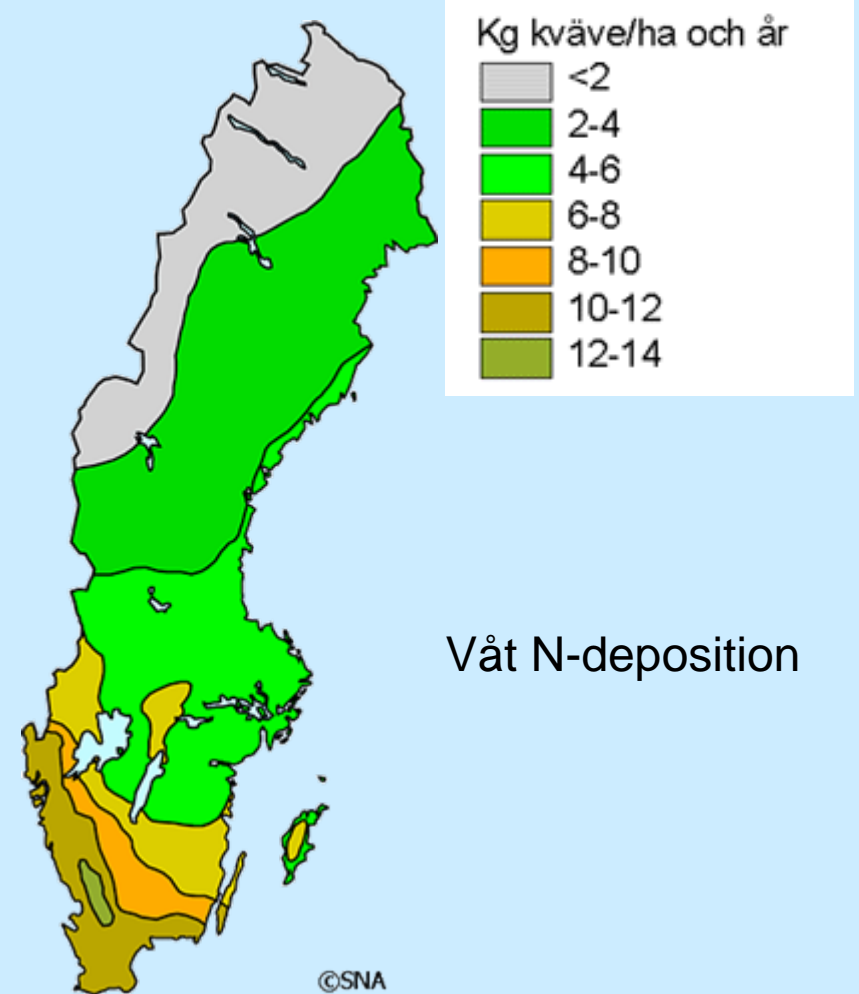 Kg kväve/ha och år
<2
2-4
4-6
6-8
8-10
10-12
12-14
Våt N-deposition
©SNA